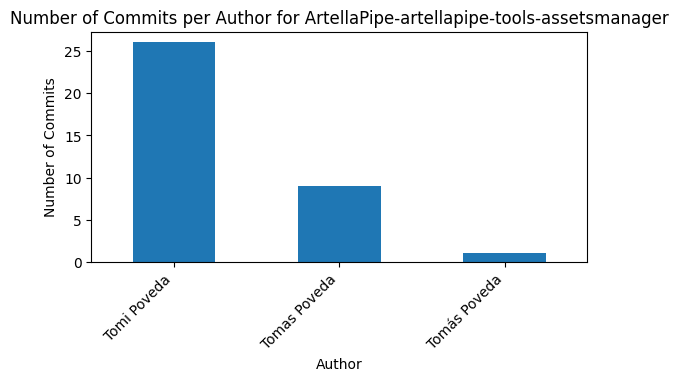 Number of Commits per Author for ArtellaPipe-artellapipe-tools-assetsmanager
Number of Commits
25
20
15
10
5
0
Tomi Poveda
Tomas Poveda
Tomás Poveda
Author